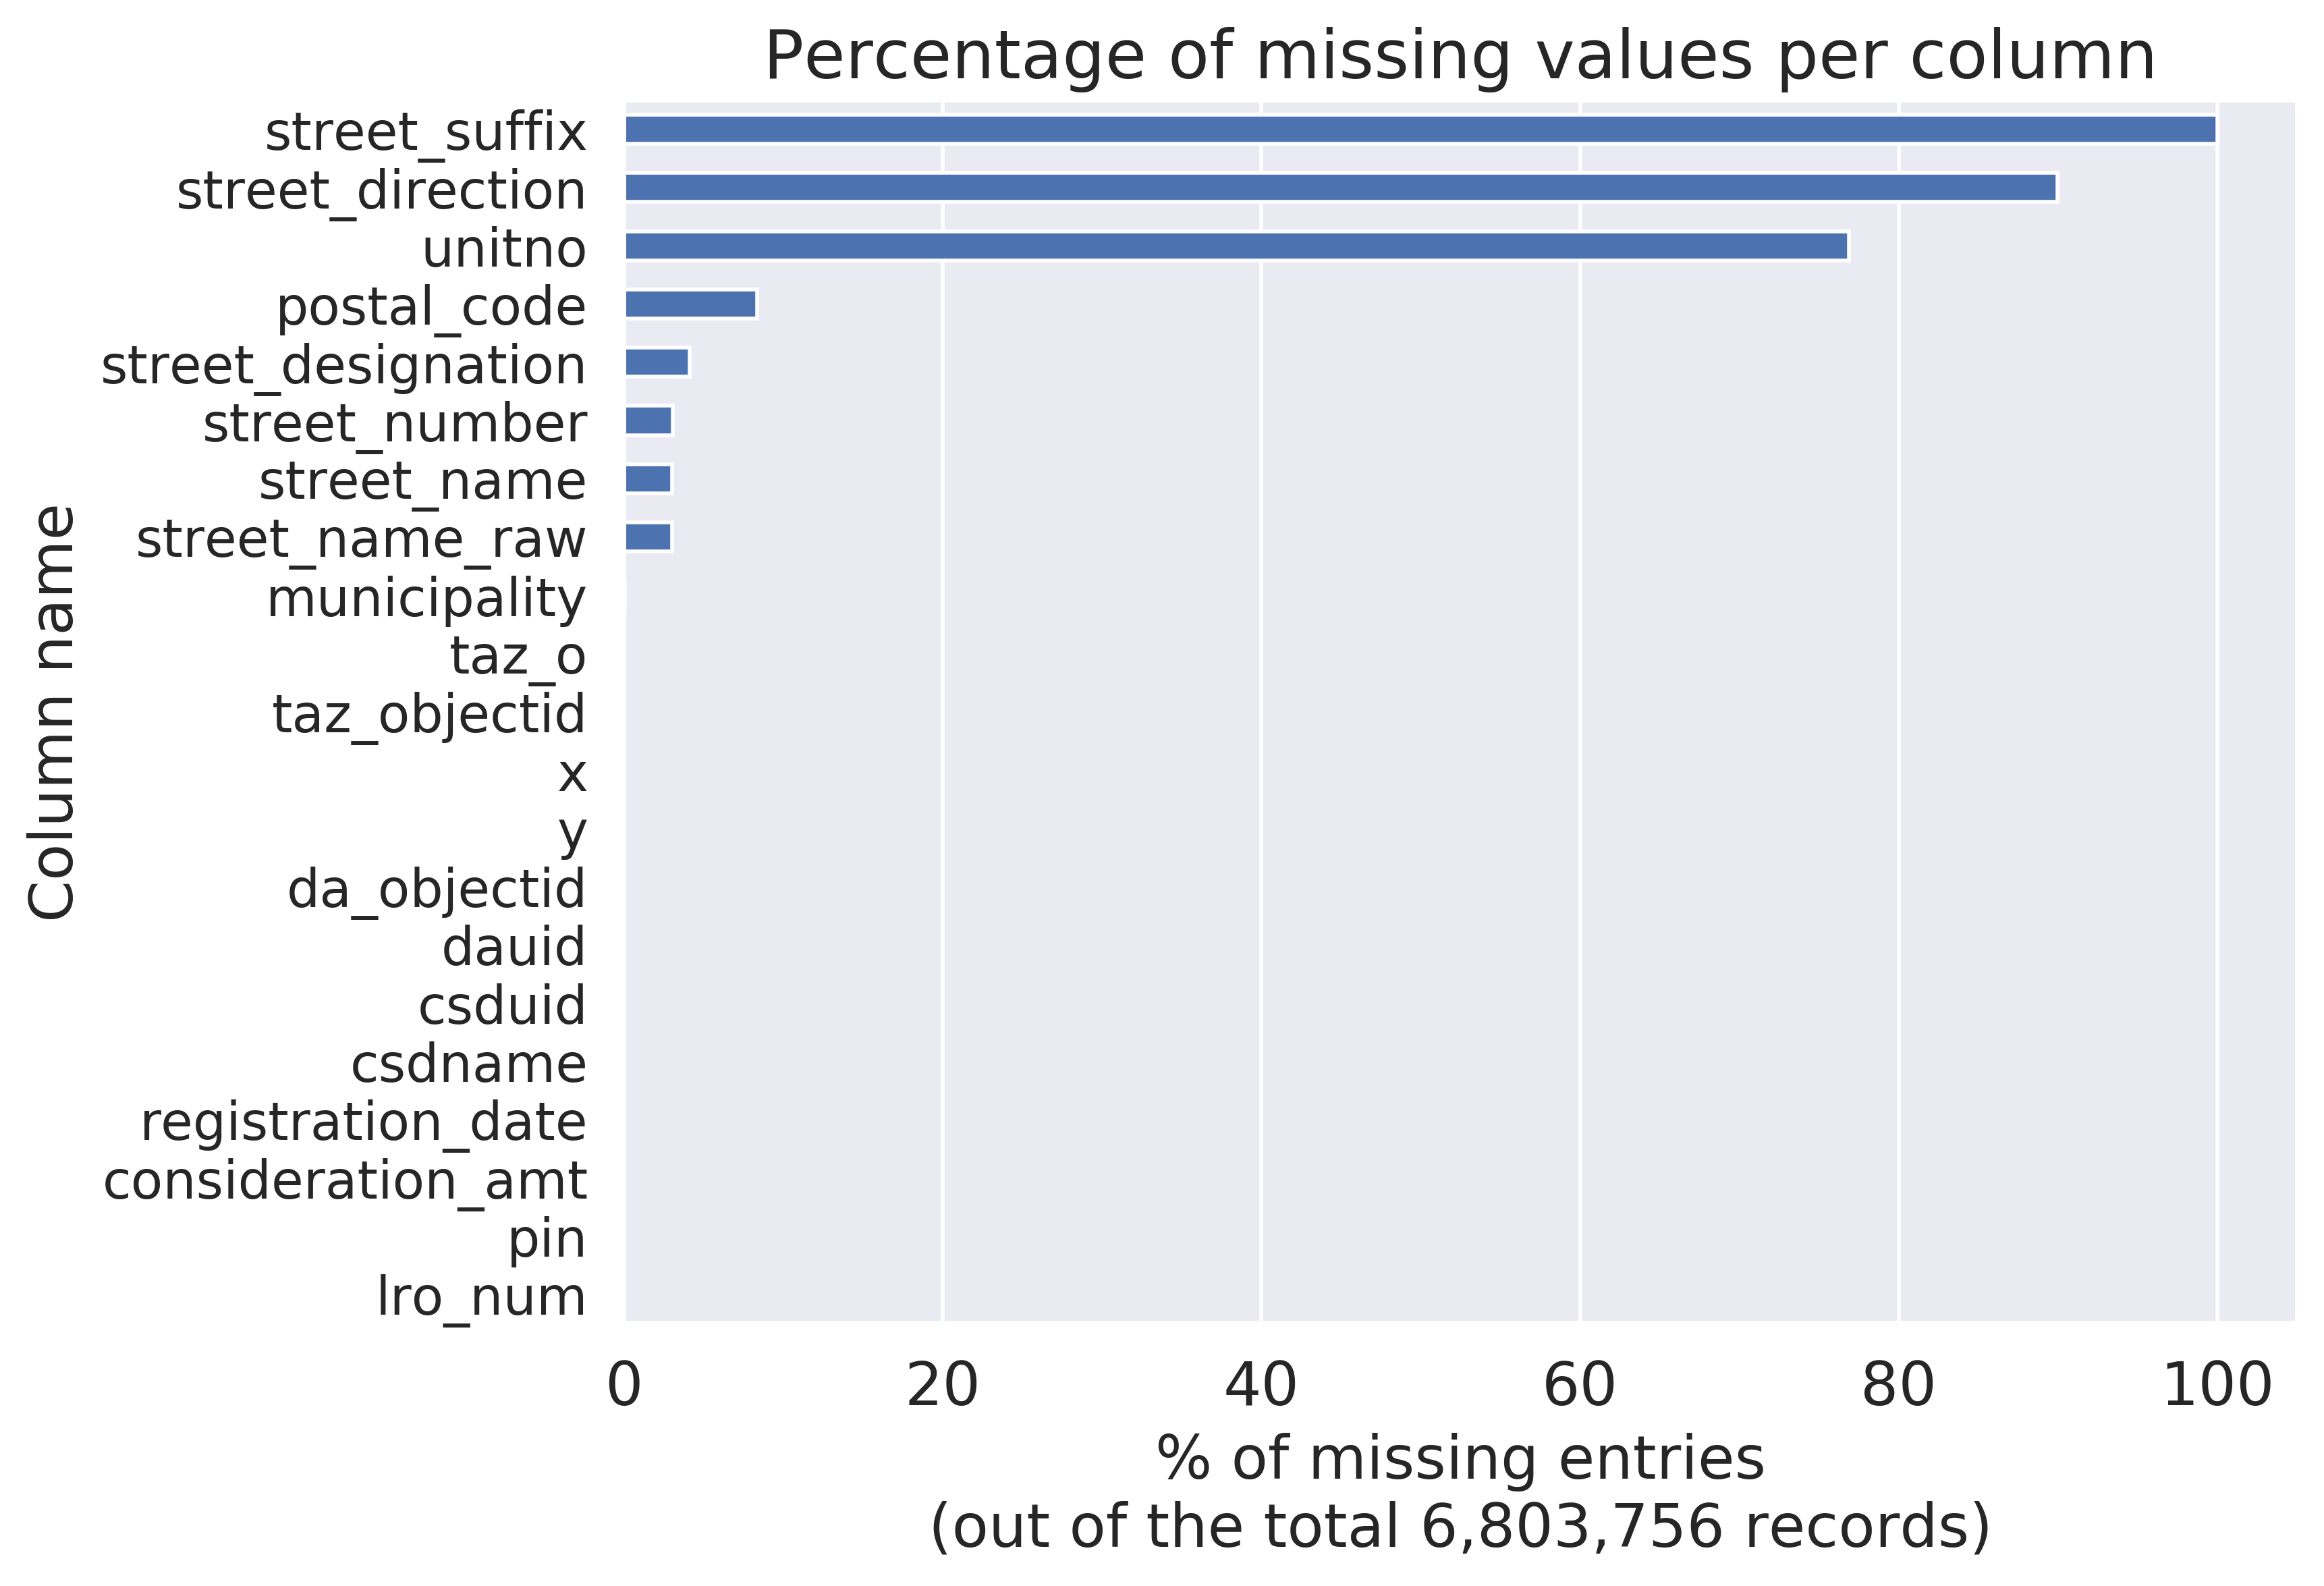 Percentage of missing values per column
street_suffix
street_direction
unitno
postal_code
street_designation
street_number
street_name
street_name_raw
municipality
taz_o
taz_objectid
x
y
da_objectid
dauid
csduid
csdname
registration_date
consideration_amt
pin
lro_num
Column name
0 20 40 60 80 100
% of missing entries
(out of the total 6,803,756 records)